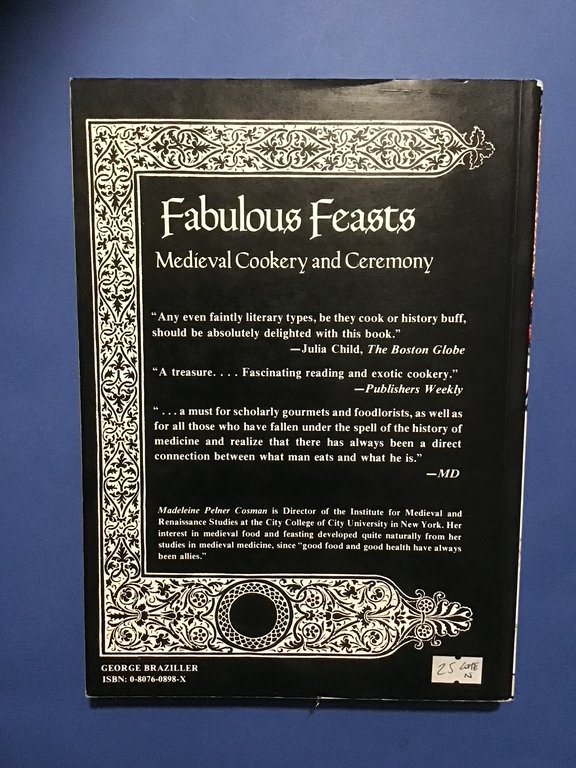 Fabulous Feasts
Medieval Cookery and Ceremony
“Any even faintly literary types, be they cook or history buff,
should be absolutely delighted with this book.”
—Julia Child, The Boston Globe
“A treasure. . . . Fascinating reading and exotic cookery.”
—Publishers Weekly
“ . . . a must for scholarly gourmets and foodlorists, as well as
for all those who have fallen under the spell of the history of
medicine and realize that there has always been a direct
connection between what man eats and what he is.”
—MD
Madeleine Pelner Cosman is Director of the Institute for Medieval and
Renaissance Studies at the City College of City University in New York. Her
interest in medieval food and feasting developed quite naturally from her
studies in medieval medicine, since “good food and good health have always
been allies.”
GEORGE BRAZILLER
ISBN: 0-8076-0898-X
25
N